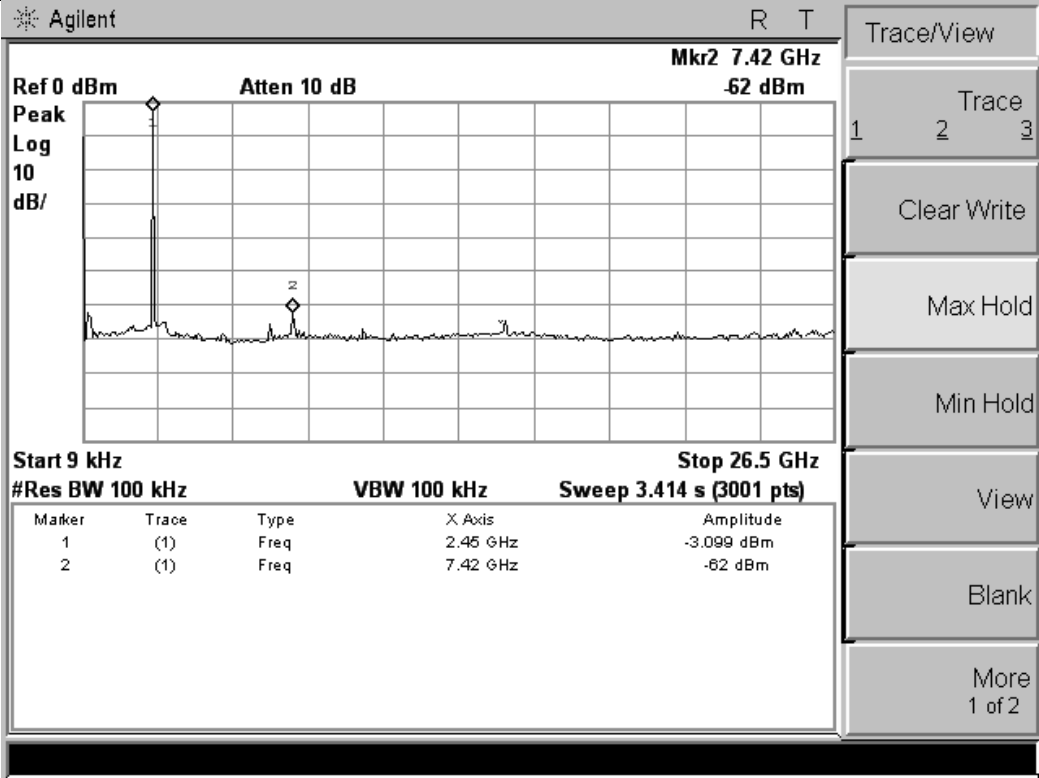 Agilent
R T
Mkr2 7.42 GHz
Ref 0 dBm Atten 10 dB -62 dBm
Peak
Log
10
dB/
1
2
Start 9 kHz Stop 26.5 GHz
#Res BW 100 kHz VBW 100 kHz Sweep 3.414 s (3001 pts)
Marker Trace Type X Axis Amplitude
1 (1) Freq 2.45 GHz -3.099 dBm
2 (1) Freq 7.42 GHz -62 dBm
Trace/View
Trace
1 2 3
Clear Write
Max Hold
Min Hold
View
Blank
More
1 of 2